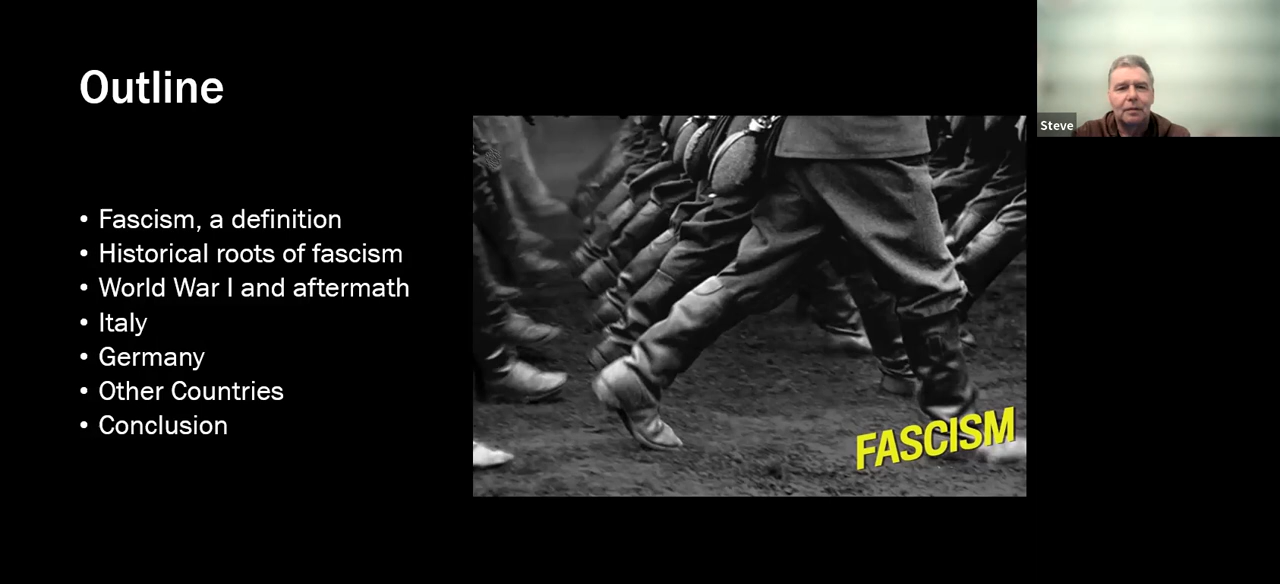 Outline
• Fascism, a definition
• Historical roots of fascism
• World War I and aftermath
• Italy
• Germany
• Other Countries
• Conclusion
FASCISM
Steve